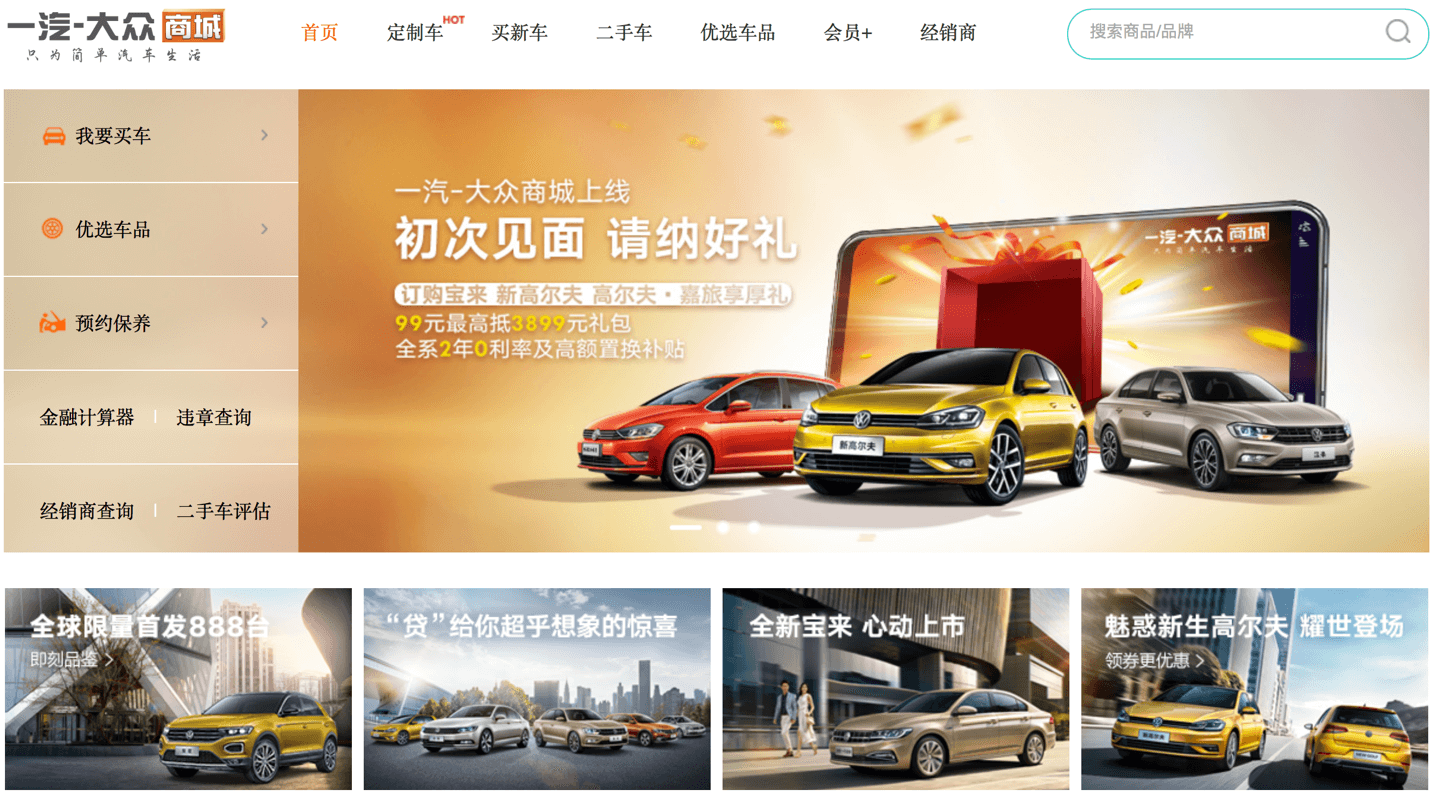 一汽-大众 商城
只为简单汽车生活
首页 定制车 HOT 买新车 二手车 优选车品 会员+ 经销商
搜索商品/品牌
我要买车
优选车品
预约保养
金融计算器 | 违章查询
经销商查询 | 二手车评估
一汽-大众商城上线
初次见面 请纳好礼
订购宝来 新高尔夫 高尔夫·嘉旅享厚礼
99元最高抵3899元礼包
全系2年0利率及高额置换补贴
一汽-大众 商城
只为简单汽车生活
新高尔夫
全球限量首发888台
即刻品鉴 >
“贷”给你超乎想象的惊喜
全新宝来 心动上市
魅惑新生高尔夫 耀世登场
领券更优惠 >
新高尔夫